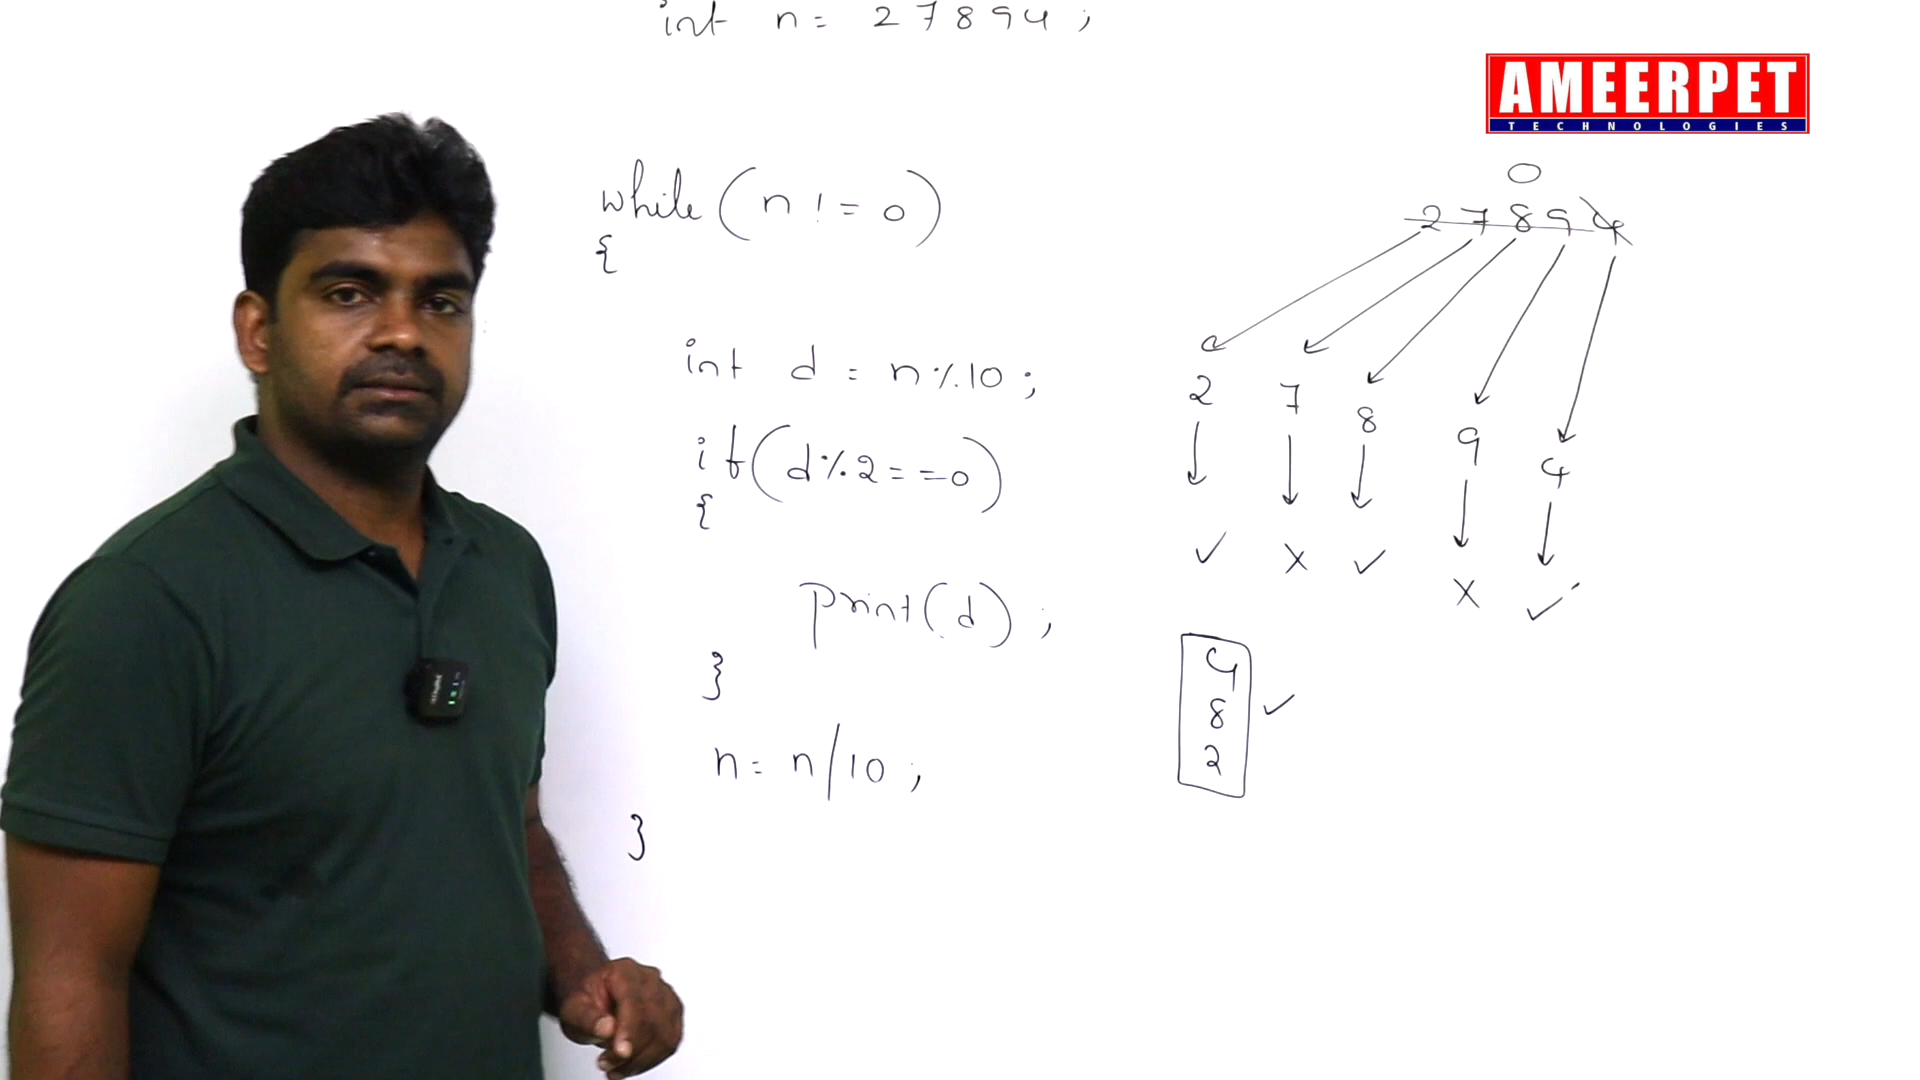 int n = 27894;
AMEERPET
TECHNOLOGIES
while(n != 0)
{
int d = n%10;
if(d%2==0)
{
print(d);
}
n = n/10;
}
0
27894
2 7 8 9 4
✓ X ✓ X ✓
4
8 ✓
2